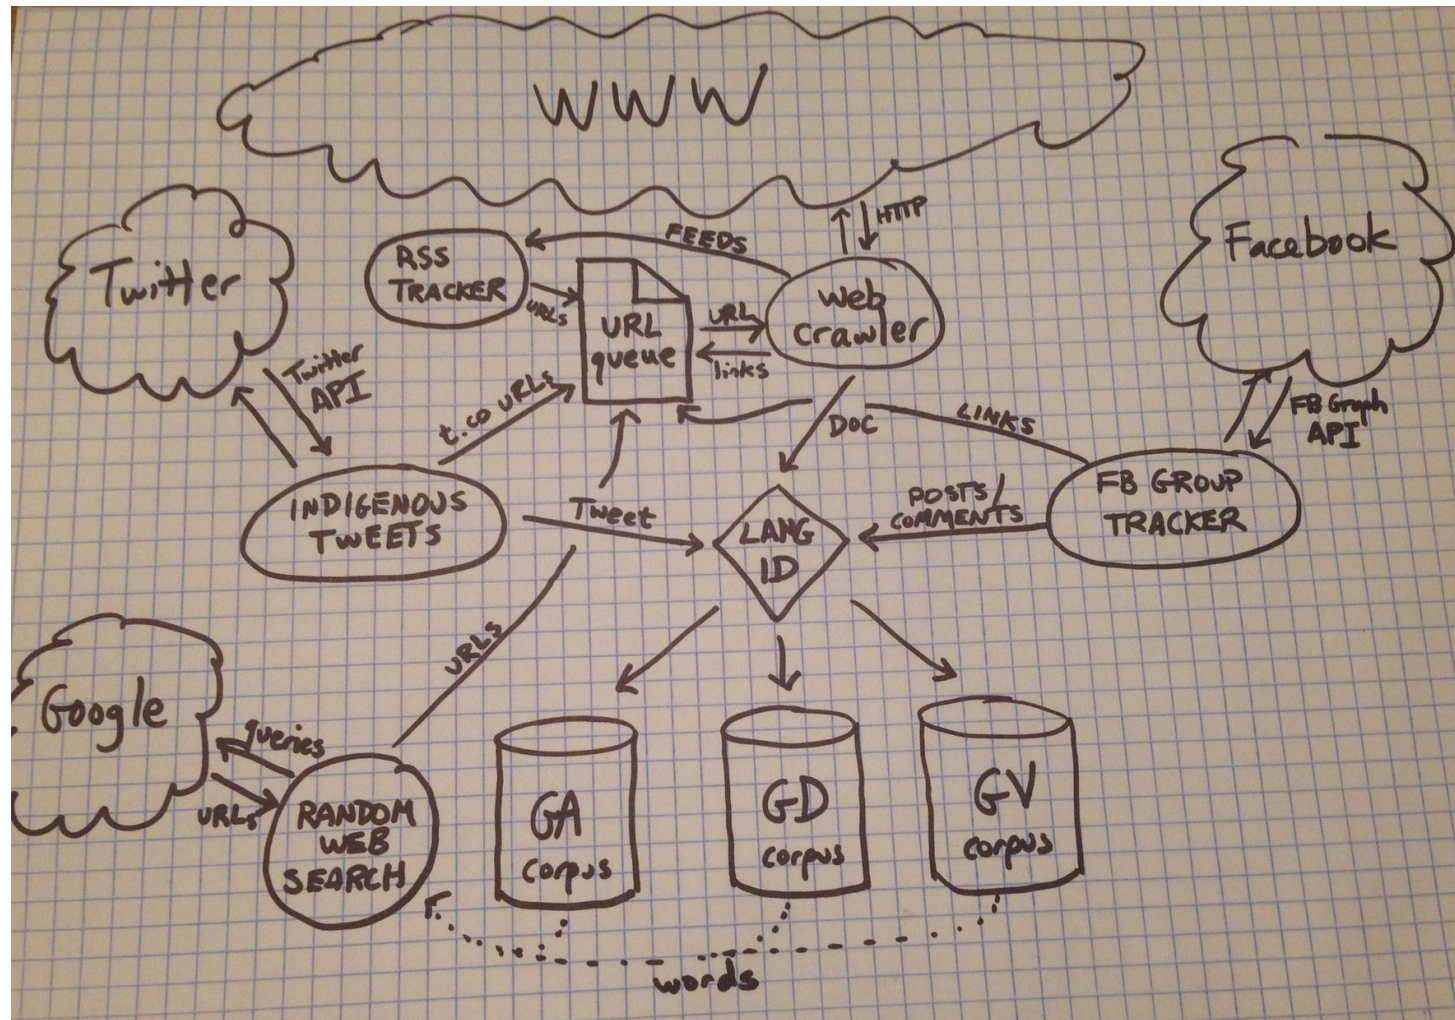 WWW
HTTP
FEEDS
Facebook
RSS
TRACKER
Twitter
URLs
URL
queue
URL
links
Web
crawler
Twitter
API
t.co URLs
DOC
LINKS
FB Graph
API
INDIGENOUS
TWEETS
Tweet
LANG
ID
POSTS/
COMMENTS
FB GROUP
TRACKER
URLs
Google
queries
URLs
RANDOM
WEB
SEARCH
GA
corpus
GD
corpus
GV
corpus
words